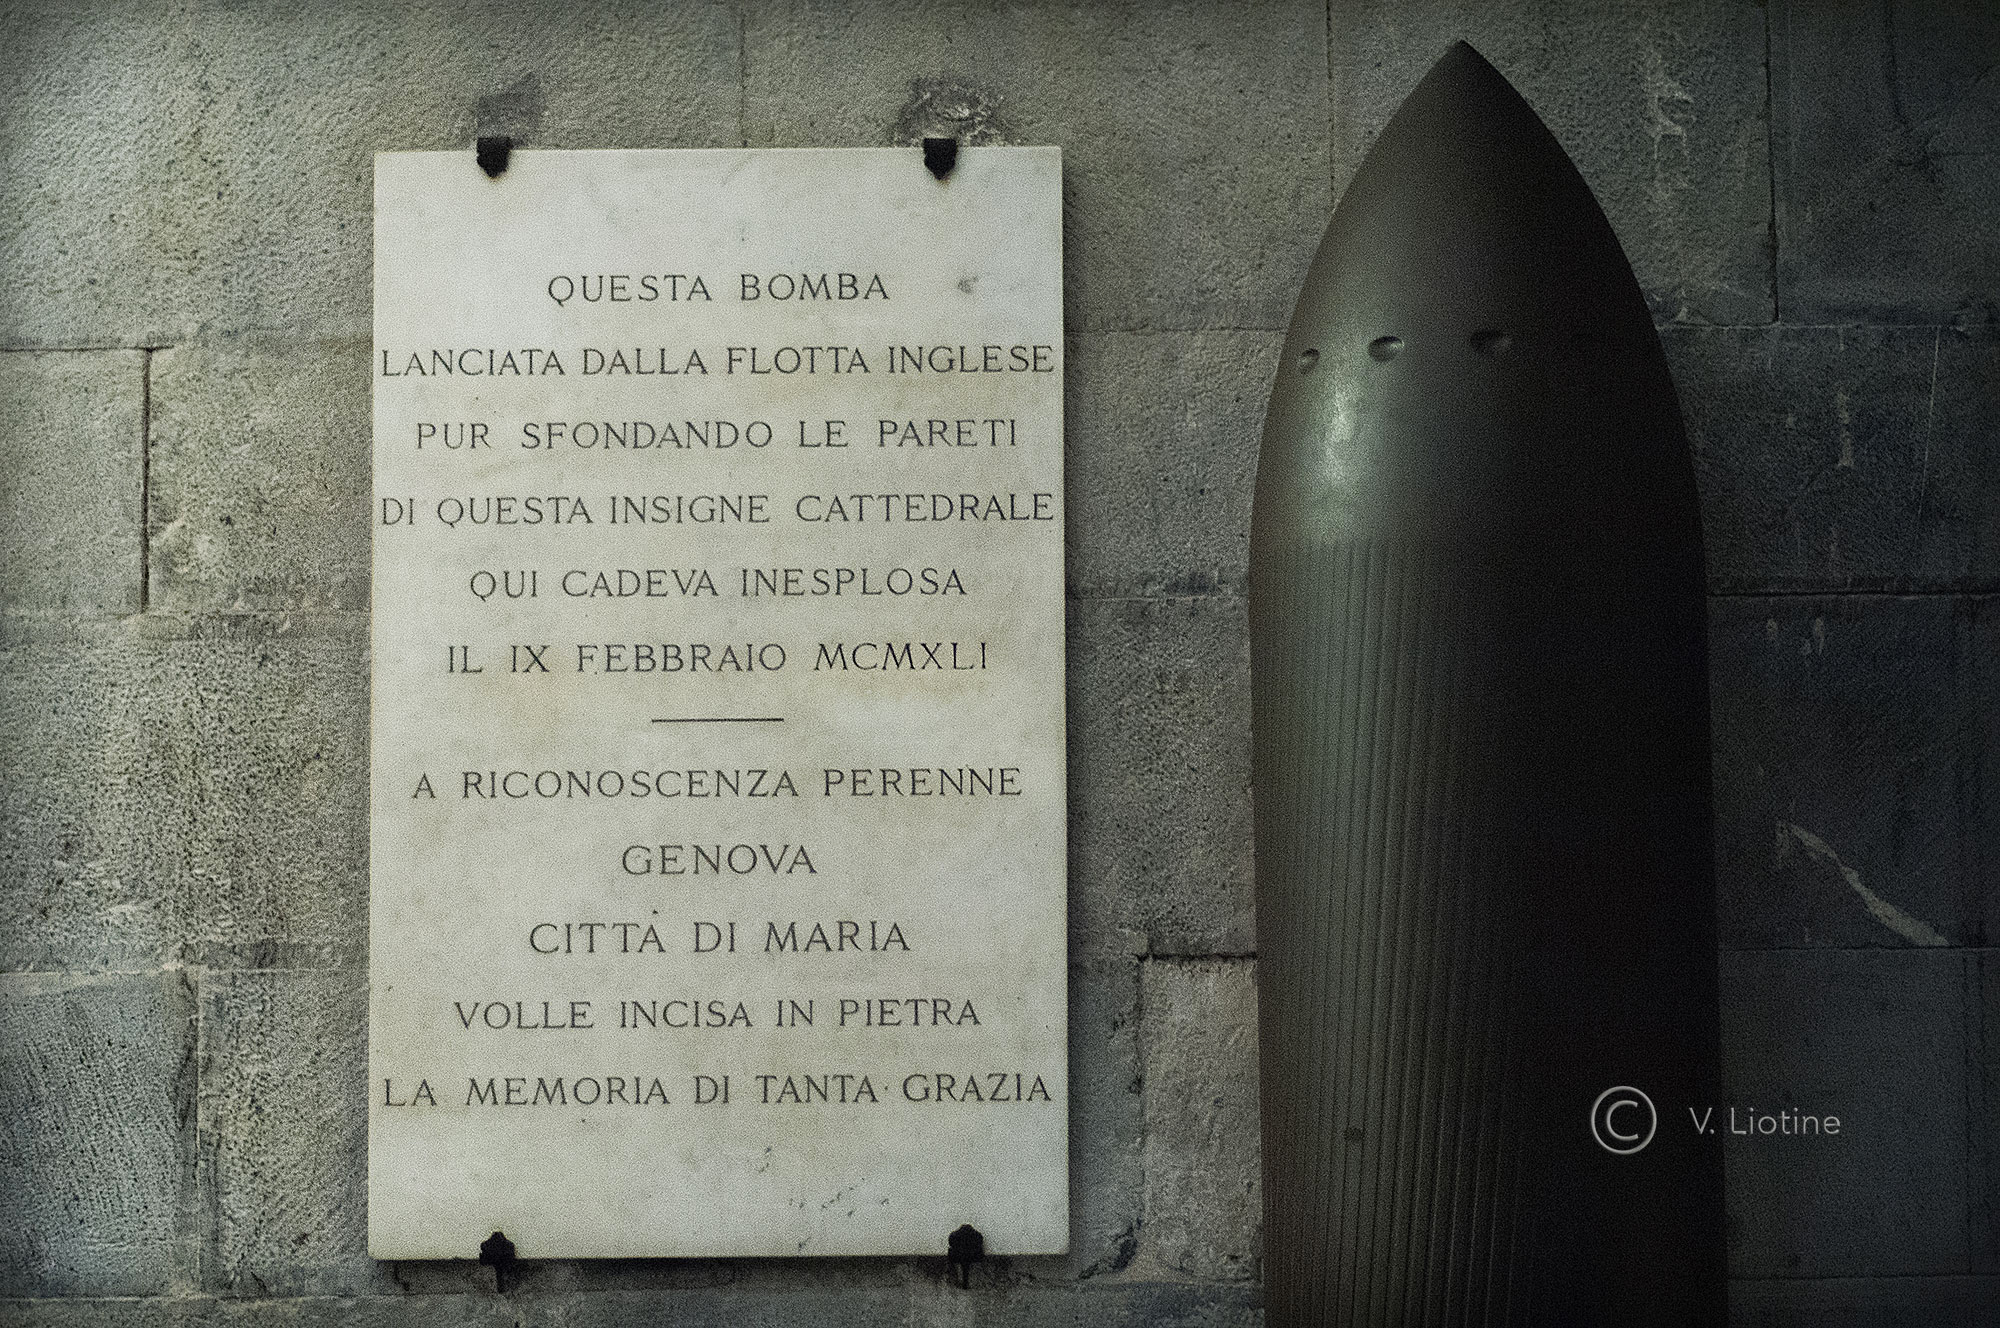 QUESTA BOMBA
LANCIATA DALLA FLOTTA INGLESE
PUR SFONDANDO LE PARETI
DI QUESTA INSIGNE CATTEDRALE
QUI CADEVA INESPLOSA
IL IX FEBBRAIO MCMXLI
A RICONOSCENZA PERENNE
GENOVA
CITTÀ DI MARIA
VOLLE INCISA IN PIETRA
LA MEMORIA DI TANTA GRAZIA
© V. Liotine